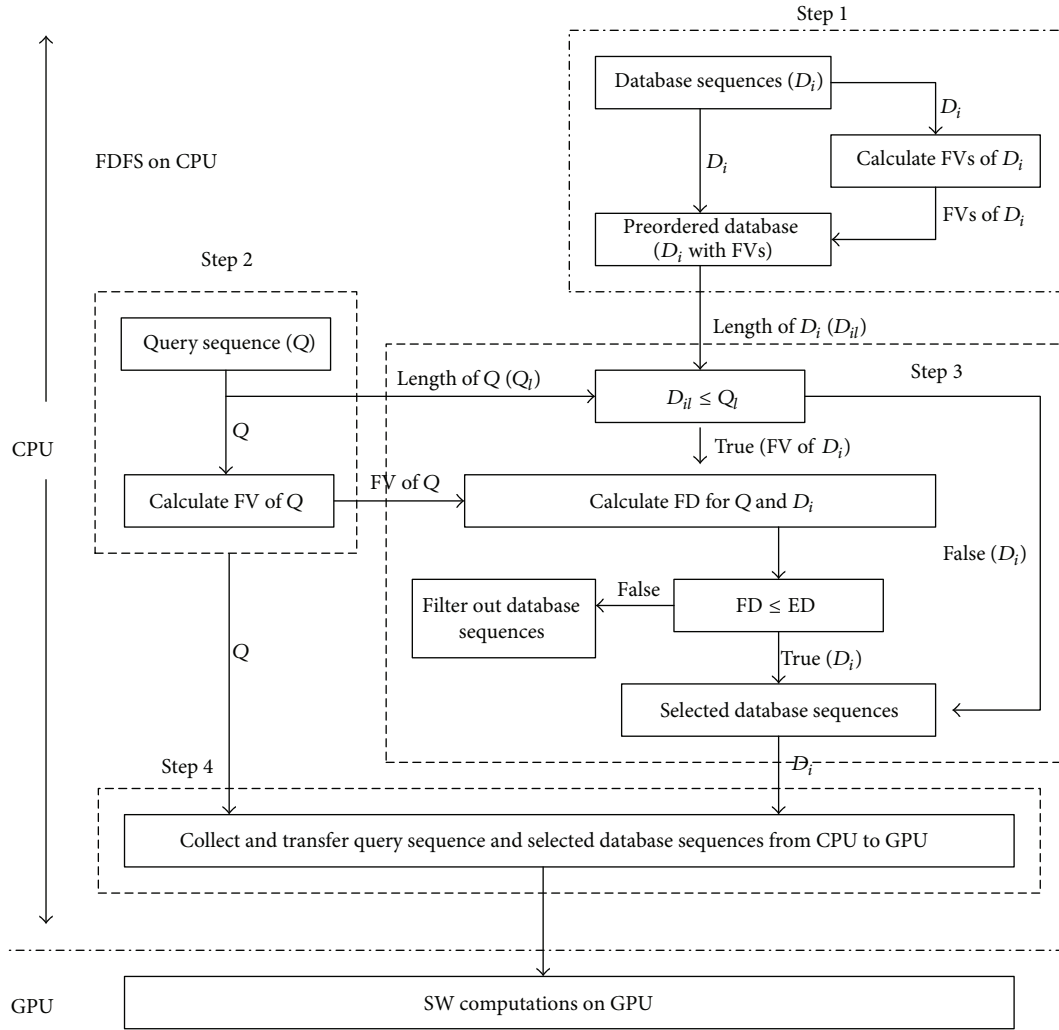 Step 1
Database sequences (D_i)
D_i
FDFS on CPU
D_i
Calculate FVs of D_i
FVs of D_i
Preordered database
(D_i with FVs)
Step 2
Length of D_i (D_il)
Query sequence (Q)
Length of Q (Q_l)
Step 3
D_il ≤ Q_l
Q
CPU
True (FV of D_i)
FV of Q
Calculate FV of Q
Calculate FD for Q and D_i
False (D_i)
False
Filter out database
sequences
FD ≤ ED
Q
True (D_i)
Selected database sequences
Step 4
D_i
Collect and transfer query sequence and selected database sequences from CPU to GPU
GPU
SW computations on GPU